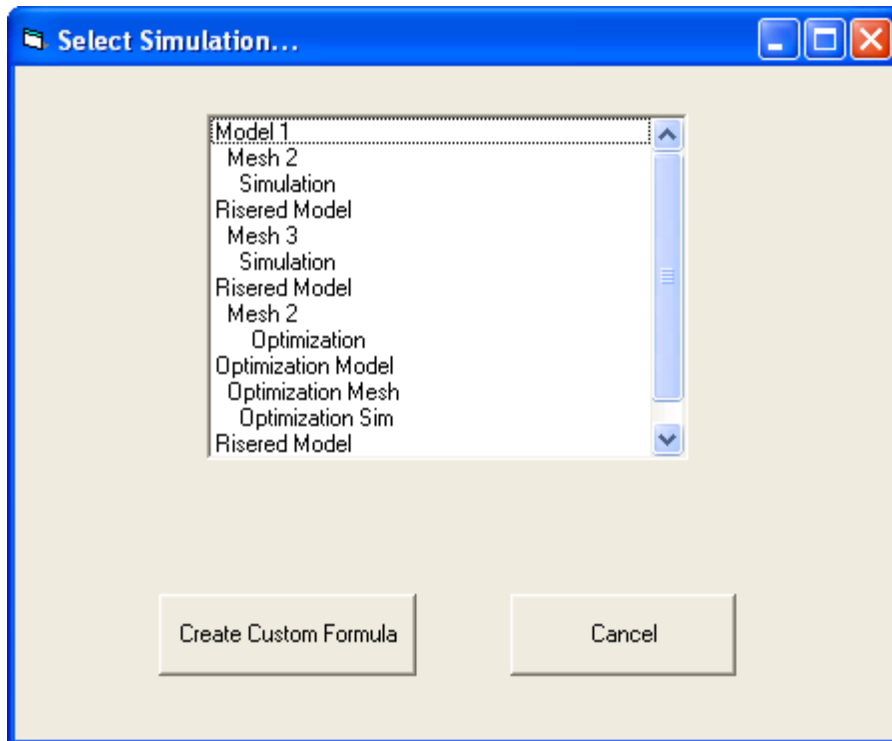 Select Simulation...
Model 1
Mesh 2
Simulation
Risered Model
Mesh 3
Simulation
Risered Model
Mesh 2
Optimization
Optimization Model
Optimization Mesh
Optimization Sim
Risered Model
Create Custom Formula
Cancel